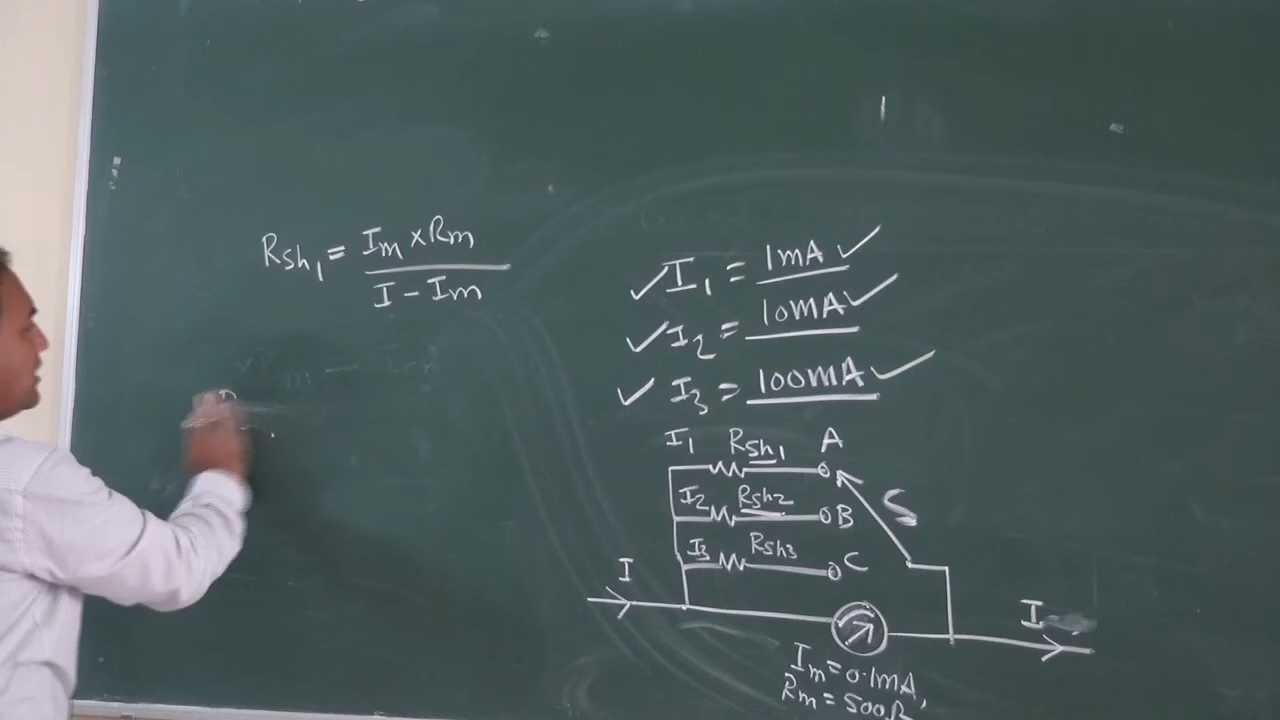 Rsh₁ = Im × Rm
I - Im
✓ I₁ = 1mA ✓
✓ I₂ = 10mA ✓
✓ I₃ = 100mA ✓
I₁ Rsh₁ A
I₂ Rsh₂ B
S
I₃ Rsh₃ C
I
I
Im = 0.1mA,
Rm = 500Ω